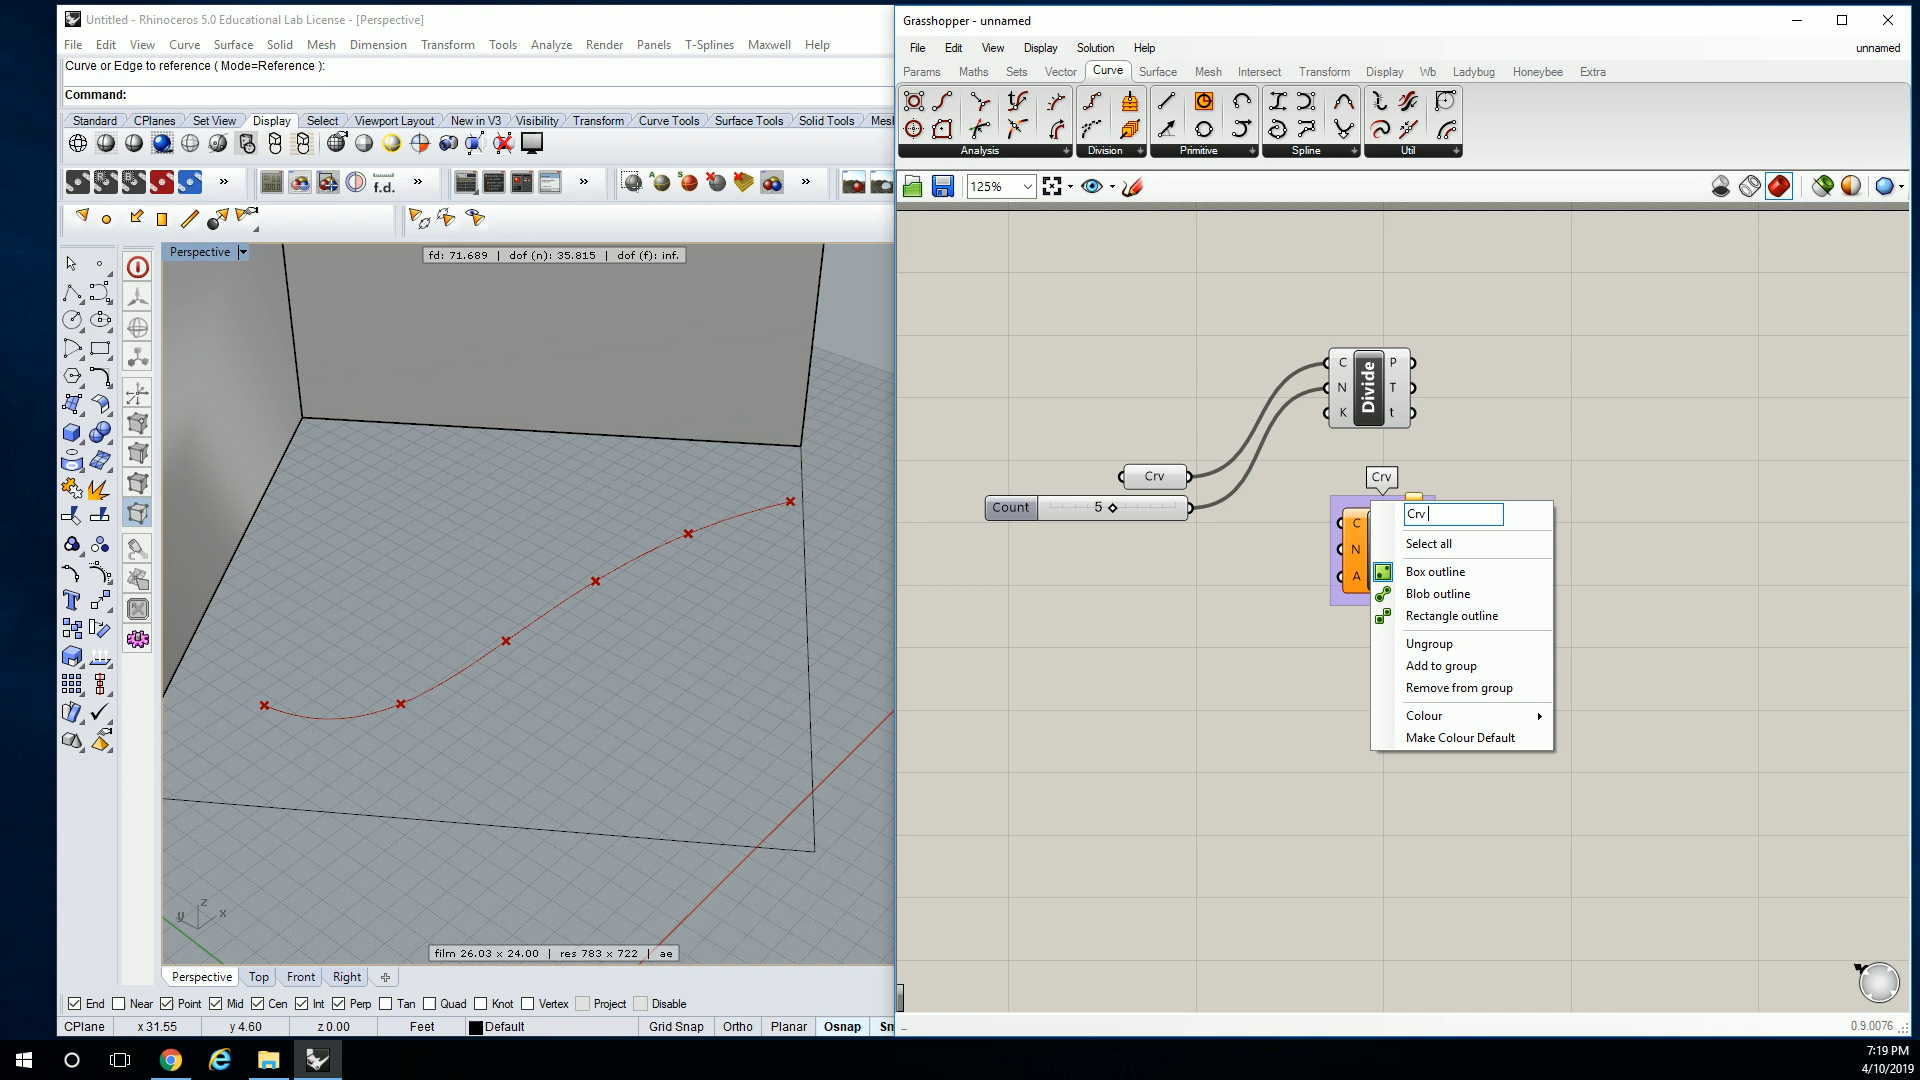 Untitled - Rhinoceros 5.0 Educational Lab License - [Perspective]
File Edit View Curve Surface Solid Mesh Dimension Transform Tools Analyze Render Panels T-Splines Maxwell Help
Curve or Edge to reference ( Mode=Reference ):
Command:
Standard CPlanes Set View Display Select Viewport Layout New in V3 Visibility Transform Curve Tools Surface Tools Solid Tools Mesh
f.d.
Perspective
fd: 71.689 | dof (n): 35.815 | dof (f): inf.
z
y x
film 26.03 x 24.00 | res 783 x 722 | ae
Perspective Top Front Right
End Near Point Mid Cen Int Perp Tan Quad Knot Vertex Project Disable
CPlane x 31.55 y 4.60 z 0.00 Feet Default Grid Snap Ortho Planar Osnap Sm
Grasshopper - unnamed
File Edit View Display Solution Help unnamed
Params Maths Sets Vector Curve Surface Mesh Intersect Transform Display Wb Ladybug Honeybee Extra
Analysis Division Primitive Spline Util
125%
C Divide P
N T
K t
Crv
Count 5
Crv
C
N
A
Crv
Select all
Box outline
Blob outline
Rectangle outline
Ungroup
Add to group
Remove from group
Colour
Make Colour Default
0.9.0076
7:19 PM
4/10/2019